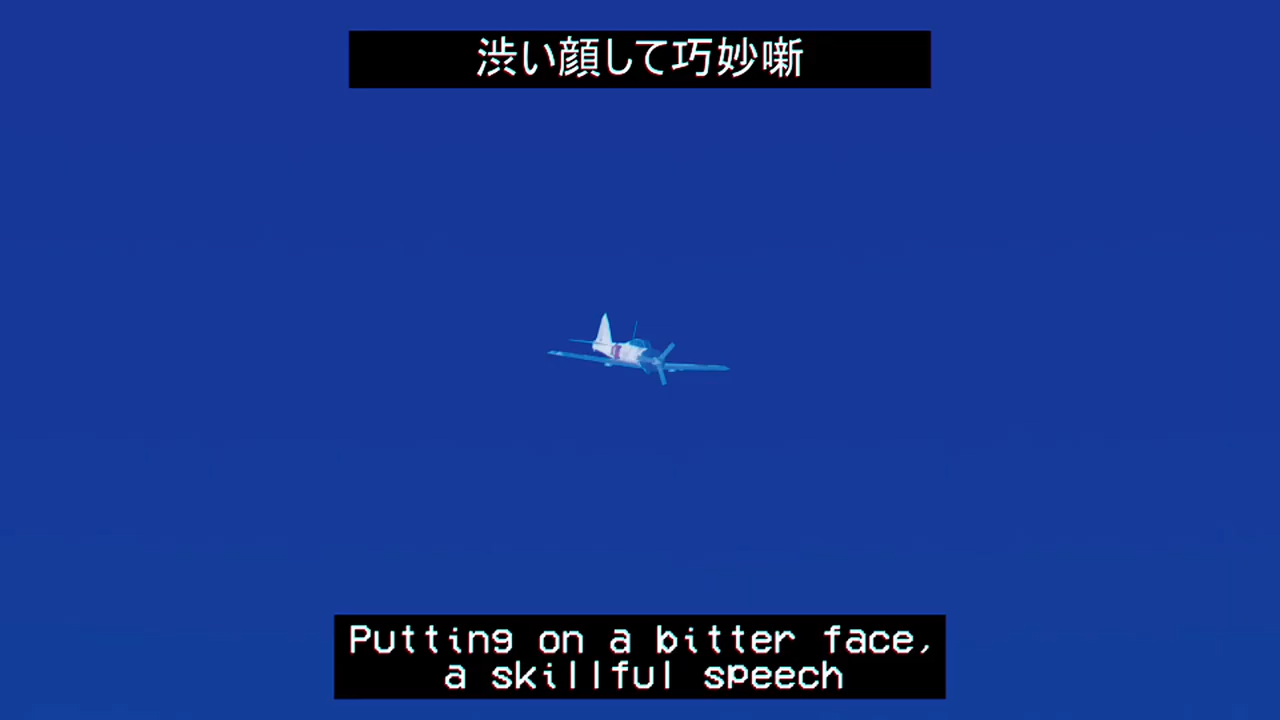 渋い顔して巧妙噺
Putting on a bitter face,
a skillful speech